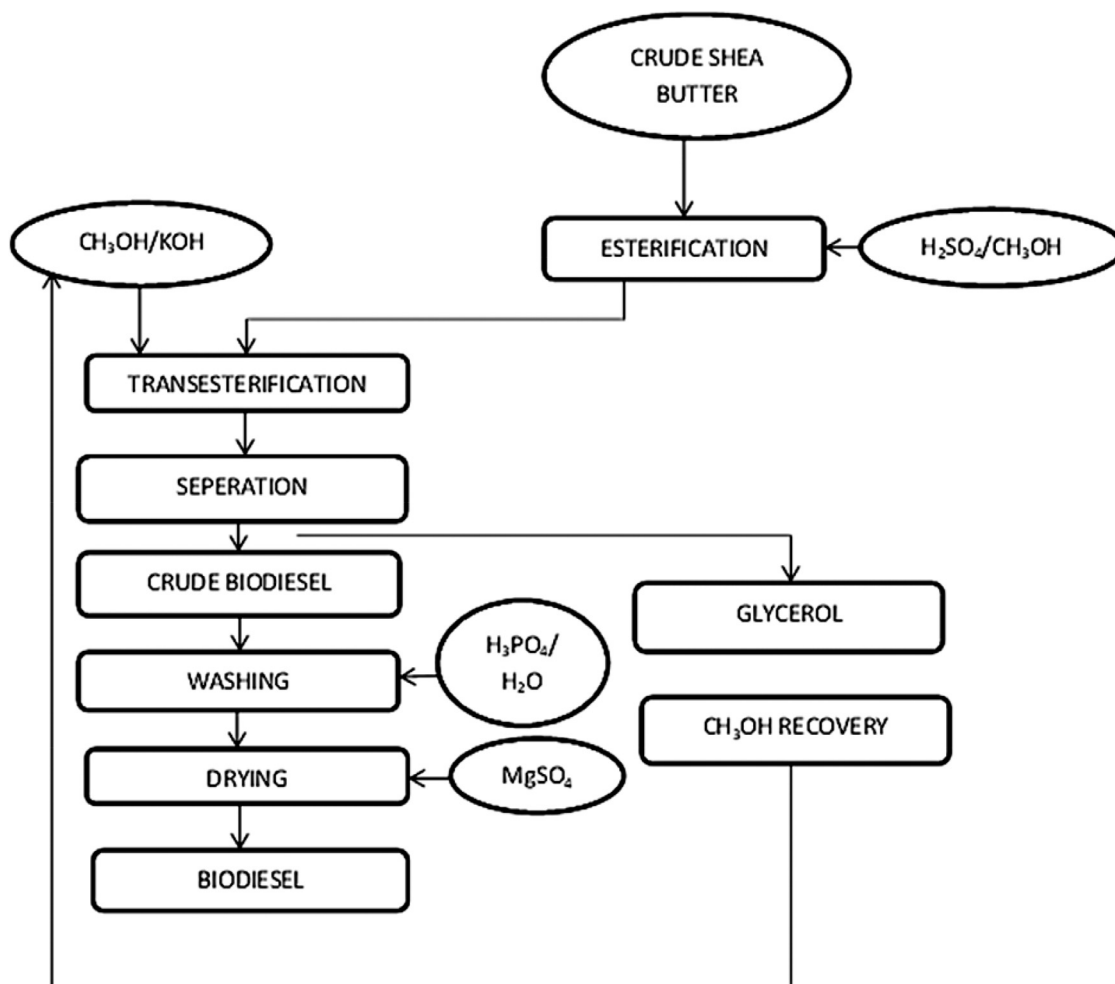 CRUDE SHEA
BUTTER
CH₃OH/KOH
ESTERIFICATION
H₂SO₄/CH₃OH
TRANSESTERIFICATION
SEPERATION
CRUDE BIODIESEL
GLYCEROL
H₃PO₄/
H₂O
WASHING
CH₃OH RECOVERY
DRYING
MgSO₄
BIODIESEL